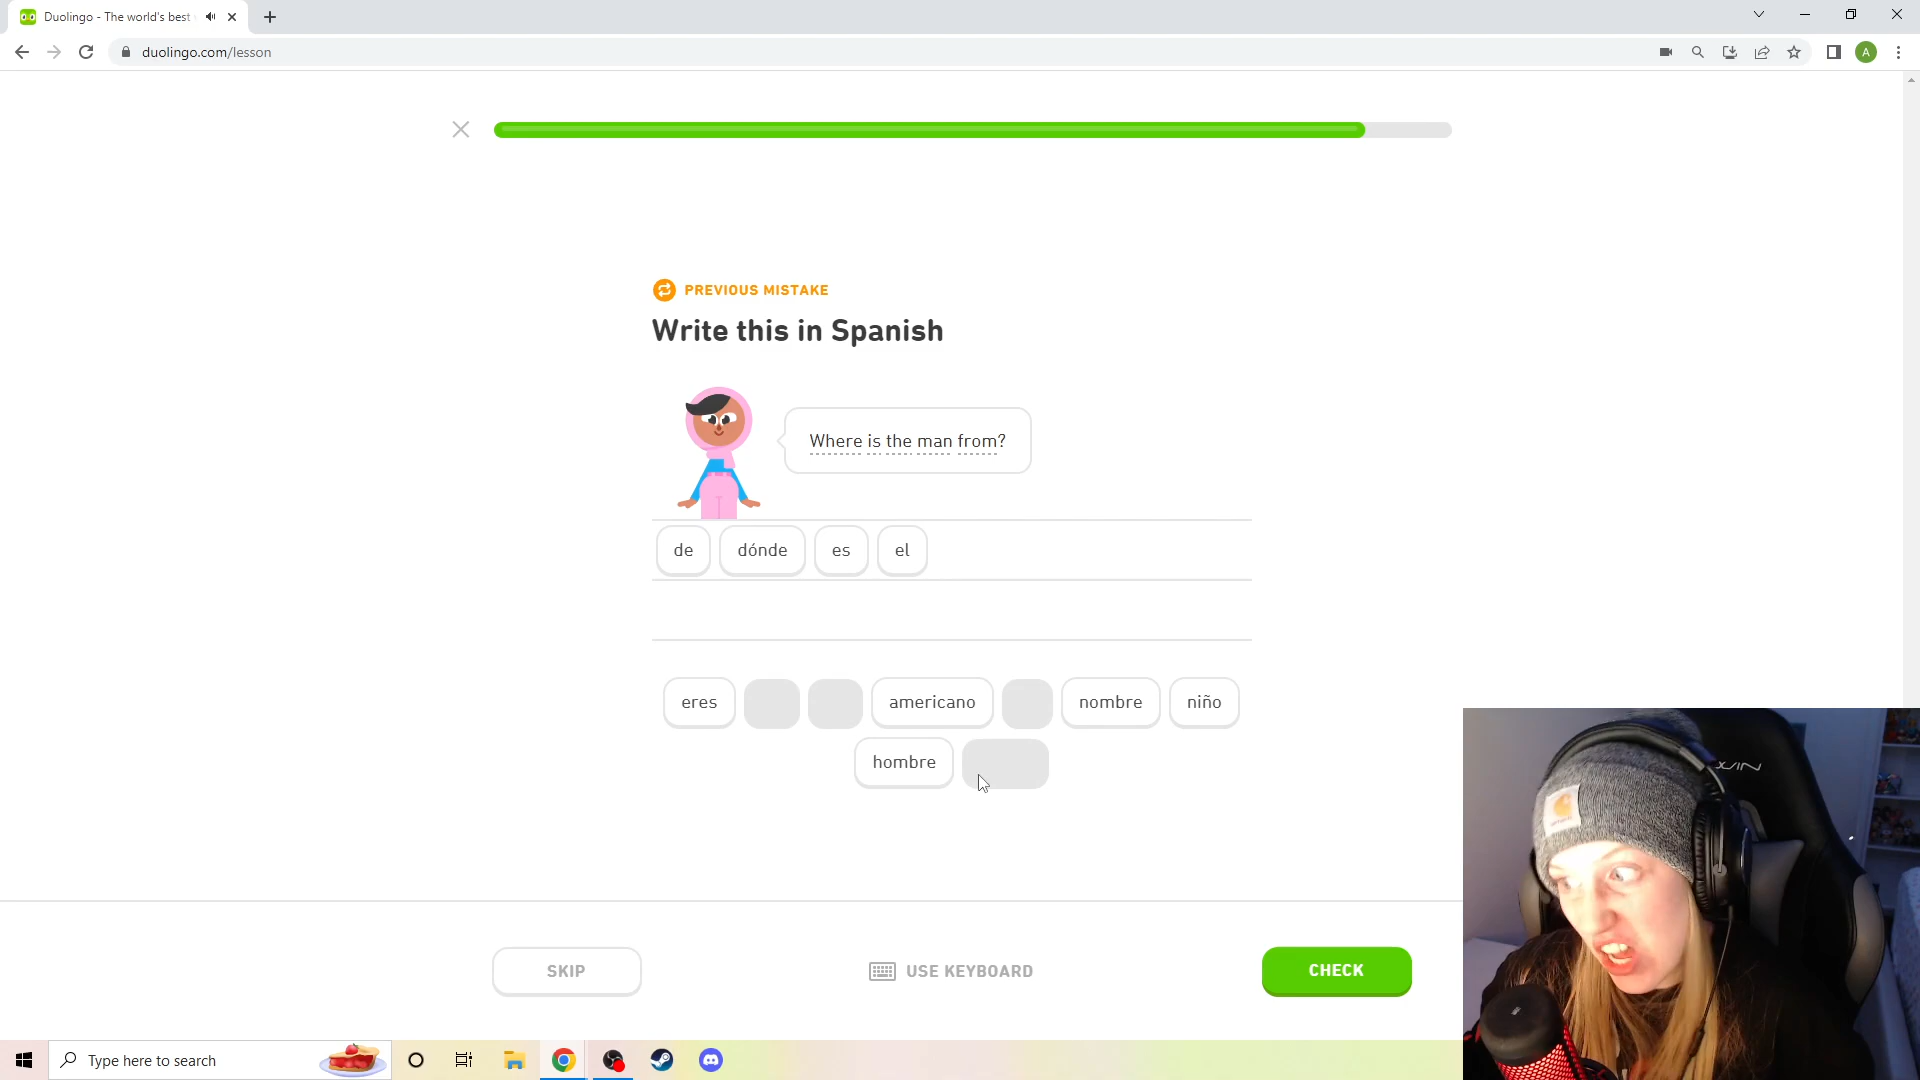 Duolingo - The world's best
duolingo.com/lesson
A
PREVIOUS MISTAKE
Write this in Spanish
Where is the man from?
de dónde es el
eres americano nombre niño
hombre
SKIP
USE KEYBOARD
CHECK
Type here to search